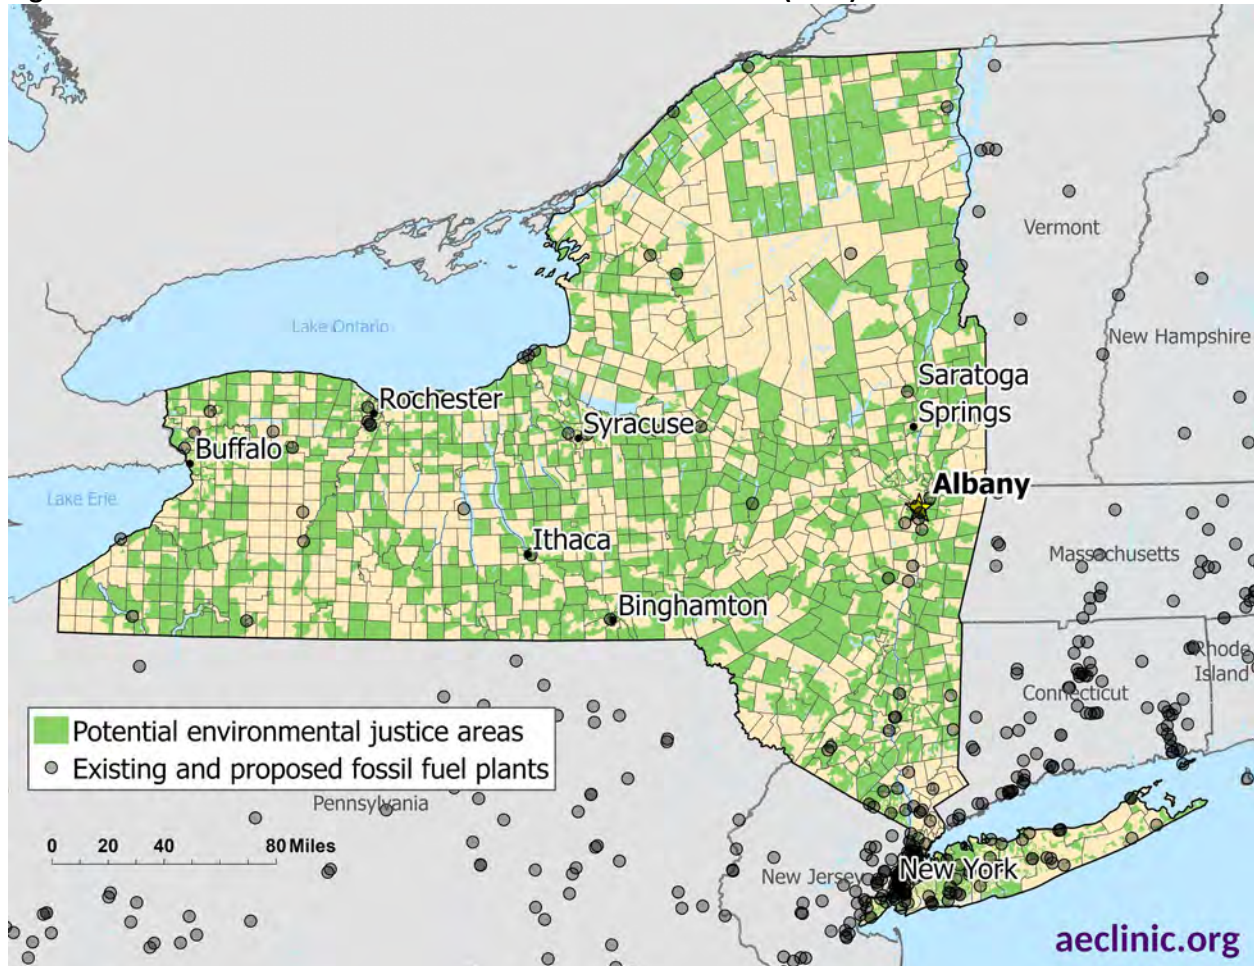 Lake Ontario
Vermont
New Hampshire
Saratoga
Springs
Rochester
Syracuse
Buffalo
Lake Erie
Albany
Ithaca
Massachusetts
Binghamton
Rhode
Island
Connecticut
Potential environmental justice areas
Existing and proposed fossil fuel plants
Pennsylvania
0 20 40 80 Miles
New Jersey
New York
aeclinic.org